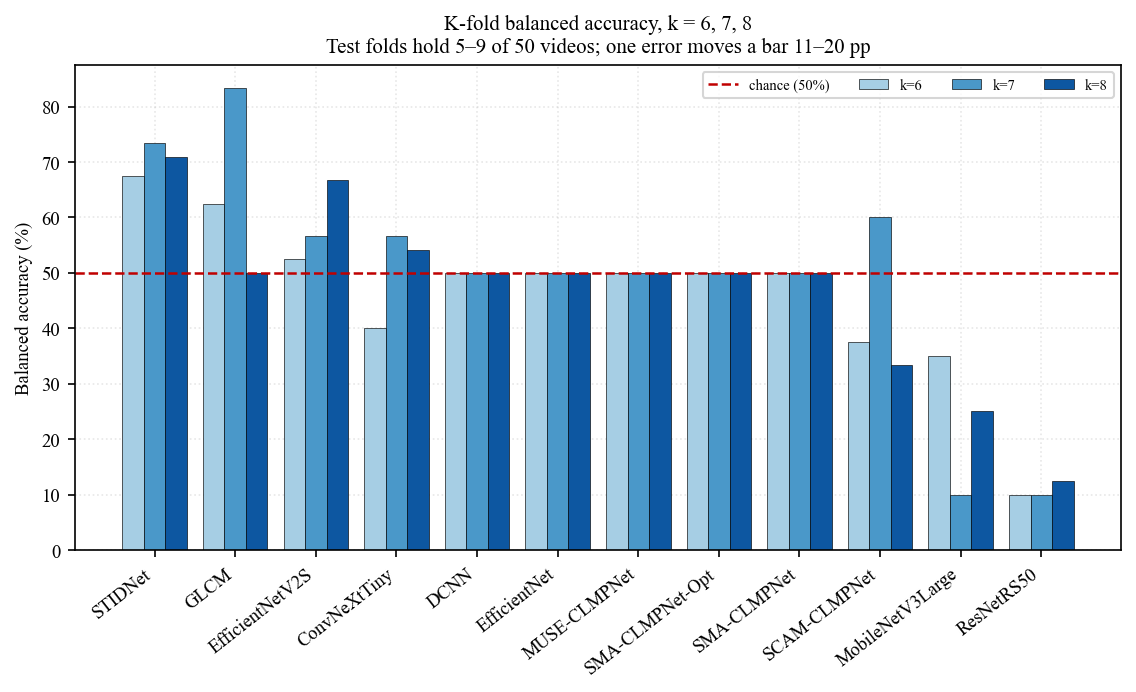 K-fold balanced accuracy, k = 6, 7, 8
Test folds hold 5–9 of 50 videos; one error moves a bar 11–20 pp
chance (50%)
k=6
k=7
k=8
Balanced accuracy (%)
80
70
60
50
40
30
20
10
0
STIDNet
GLCM
EfficientNetV2S
ConvNeXtTiny
DCNN
EfficientNet
MUSE-CLMPNet
SMA-CLMPNet-Opt
SMA-CLMPNet
SCAM-CLMPNet
MobileNetV3Large
ResNetRS50